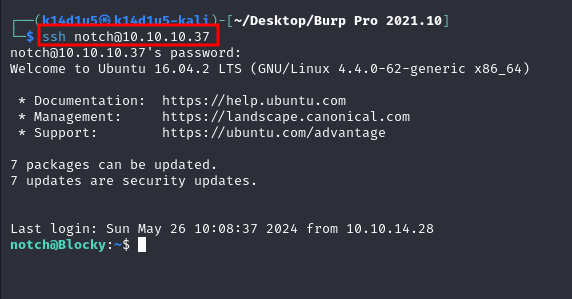 ┌──(k14d1u5㉿k14d1u5-kali)-[~/Desktop/Burp Pro 2021.10]
└─$ ssh notch@10.10.10.37
notch@10.10.10.37's password:
Welcome to Ubuntu 16.04.2 LTS (GNU/Linux 4.4.0-62-generic x86_64)
* Documentation:  https://help.ubuntu.com
* Management:     https://landscape.canonical.com
* Support:        https://ubuntu.com/advantage
7 packages can be updated.
7 updates are security updates.
Last login: Sun May 26 10:08:37 2024 from 10.10.14.28
notch@Blocky:~$